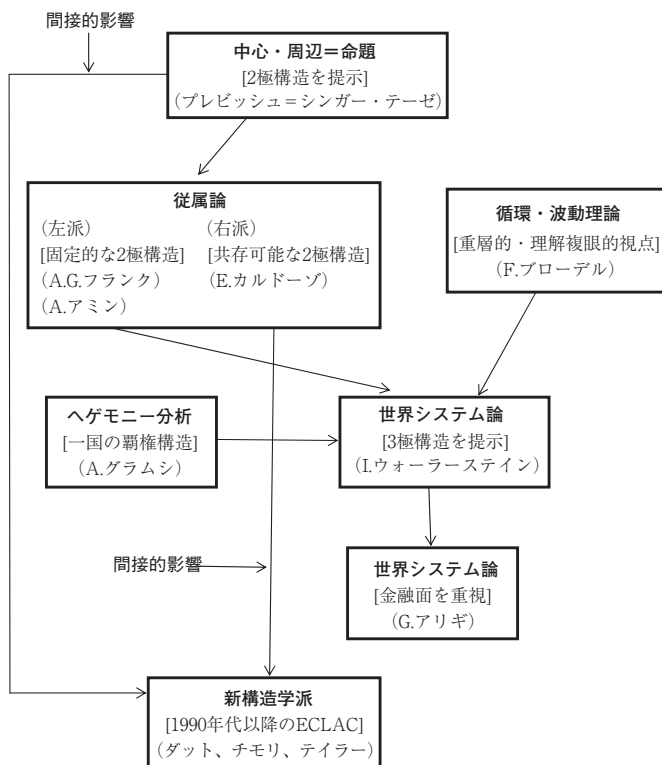 間接的影響
中心・周辺＝命題
[2極構造を提示]
（プレビッシュ＝シンガー・テーゼ）
従属論
（左派）　（右派）
[固定的な2極構造]　[共存可能な2極構造]
（A.G.フランク）　（E.カルドーゾ）
（A.アミン）
循環・波動理論
[重層的・理解複眼的視点]
（F.ブローデル）
ヘゲモニー分析
[一国の覇権構造]
（A.グラムシ）
世界システム論
[3極構造を提示]
（I.ウォーラーステイン）
間接的影響
世界システム論
[金融面を重視]
（G.アリギ）
新構造学派
[1990年代以降のECLAC]
（ダット、チモリ、テイラー）